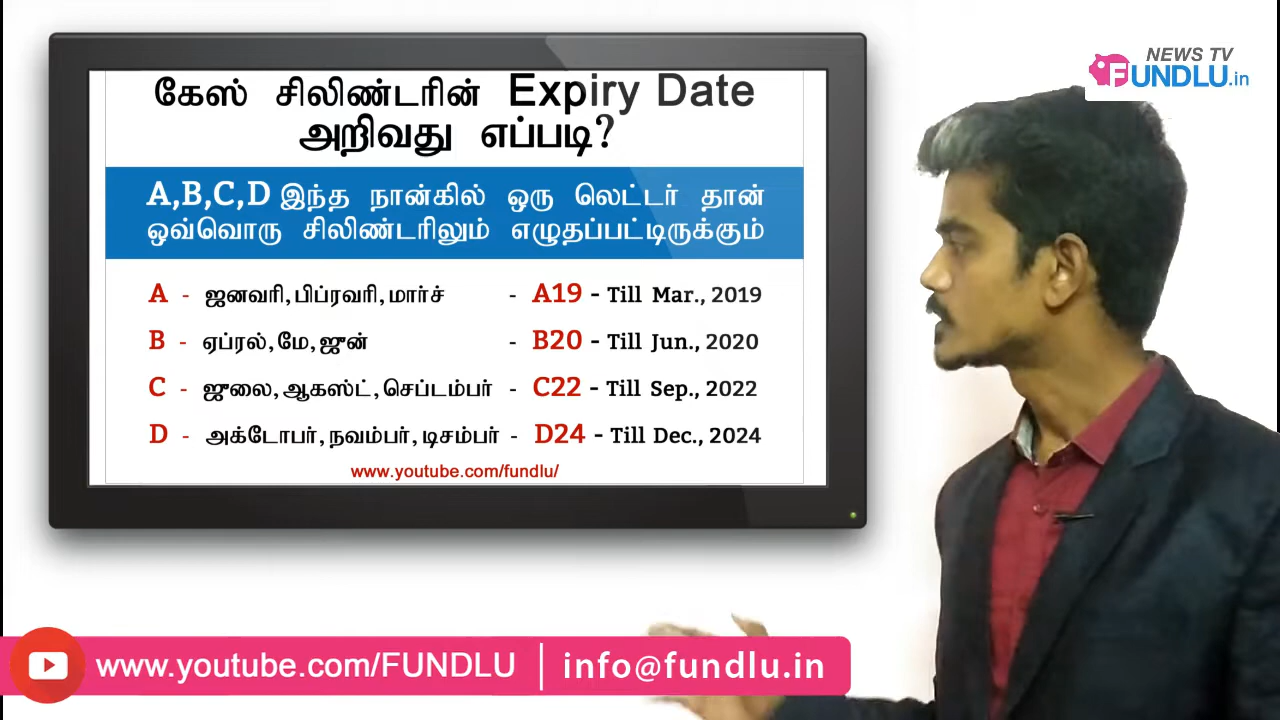 கேஸ் சிலிண்டரின் Expiry Date
அறிவது எப்படி?
A,B,C,D இந்த நான்கில் ஒரு லெட்டர் தான்
ஒவ்வொரு சிலிண்டரிலும் எழுதப்பட்டிருக்கும்
A - ஜனவரி, பிப்ரவரி, மார்ச் - A19 - Till Mar., 2019
B - ஏப்ரல், மே, ஜுன் - B20 - Till Jun., 2020
C - ஜுலை, ஆகஸ்ட், செப்டம்பர் - C22 - Till Sep., 2022
D - அக்டோபர், நவம்பர், டிசம்பர் - D24 - Till Dec., 2024
www.youtube.com/fundlu/
NEWS TV
FUNDLU.in
www.youtube.com/FUNDLU | info@fundlu.in